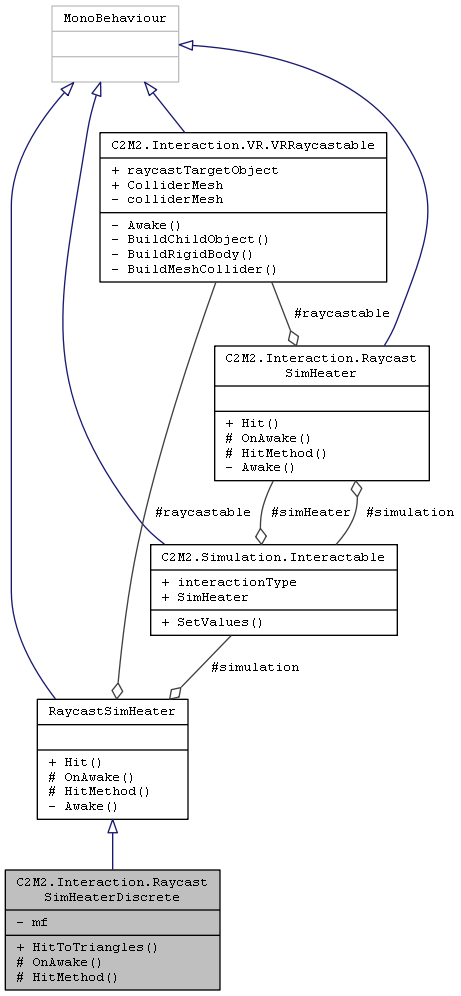 MonoBehaviour
C2M2.Interaction.VR.VRRaycastable
+ raycastTargetObject
+ ColliderMesh
- colliderMesh
- Awake()
- BuildChildObject()
- BuildRigidBody()
- BuildMeshCollider()
#raycastable
C2M2.Interaction.Raycast
SimHeater
+ Hit()
# OnAwake()
# HitMethod()
- Awake()
#raycastable
#simHeater
#simulation
C2M2.Simulation.Interactable
+ interactionType
+ SimHeater
+ SetValues()
#simulation
RaycastSimHeater
+ Hit()
# OnAwake()
# HitMethod()
- Awake()
C2M2.Interaction.Raycast
SimHeaterDiscrete
- mf
+ HitToTriangles()
# OnAwake()
# HitMethod()